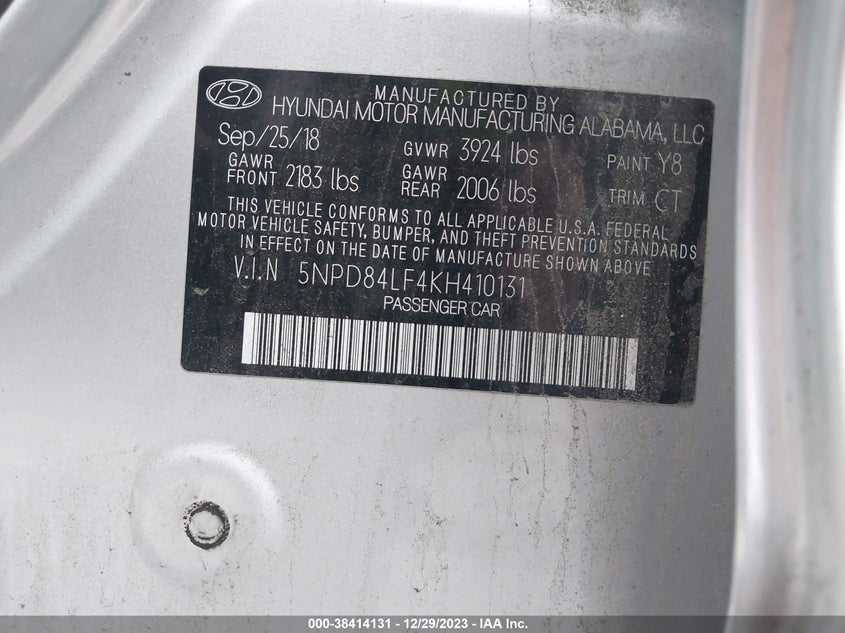 MANUFACTURED BY
HYUNDAI MOTOR MANUFACTURING ALABAMA, LLC
Sep/25/18 GVWR 3924 lbs PAINT Y8
GAWR FRONT 2183 lbs GAWR REAR 2006 lbs TRIM CT
THIS VEHICLE CONFORMS TO ALL APPLICABLE U.S.A. FEDERAL
MOTOR VEHICLE SAFETY, BUMPER, AND THEFT PREVENTION STANDARDS
IN EFFECT ON THE DATE OF MANUFACTURE SHOWN ABOVE
V.I.N 5NPD84LF4KH410131
PASSENGER CAR
000-38414131 - 12/29/2023 - IAA Inc.